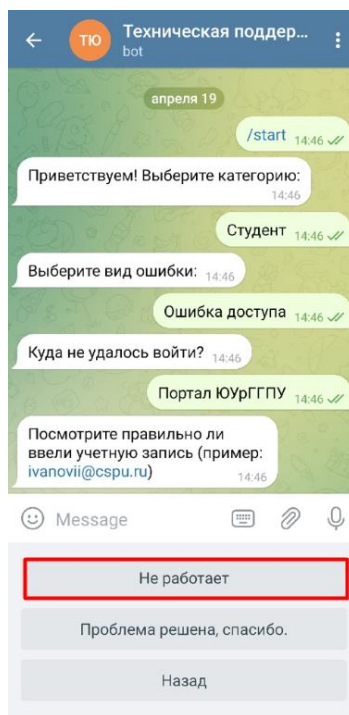 ТЮ
Техническая поддер...
bot
апреля 19
/start 14:46
Приветствуем! Выберите категорию:
14:46
Студент 14:46
Выберите вид ошибки: 14:46
Ошибка доступа 14:46
Куда не удалось войти? 14:46
Портал ЮУрГГПУ 14:46
Посмотрите правильно ли
ввели учетную запись (пример:
ivanovii@cspu.ru) 14:46
Message
Не работает
Проблема решена, спасибо.
Назад